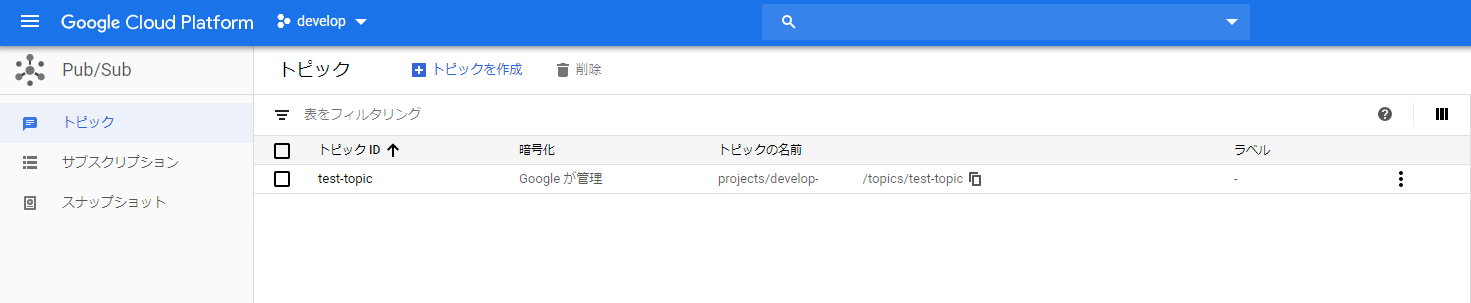 Google Cloud Platform develop
Pub/Sub
トピック トピックを作成 削除
トピック
サブスクリプション
スナップショット
表をフィルタリング
トピック ID 暗号化 トピックの名前 ラベル
test-topic Google が管理 projects/develop- /topics/test-topic -